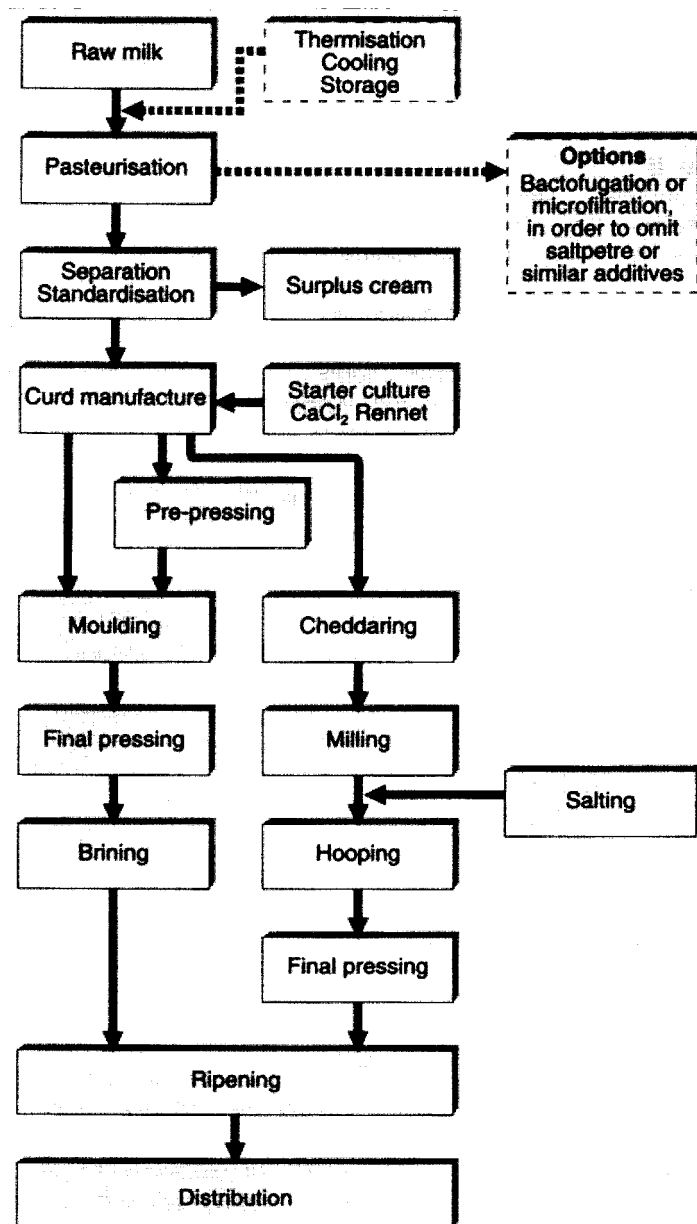 Raw milk
Thermisation
Cooling
Storage
Pasteurisation
Options
Bactofugation or
microfiltration,
in order to omit
saltpetre or
similar additives
Separation
Standardisation
Surplus cream
Curd manufacture
Starter culture
CaCl₂ Rennet
Pre-pressing
Moulding
Cheddaring
Final pressing
Milling
Salting
Brining
Hooping
Final pressing
Ripening
Distribution